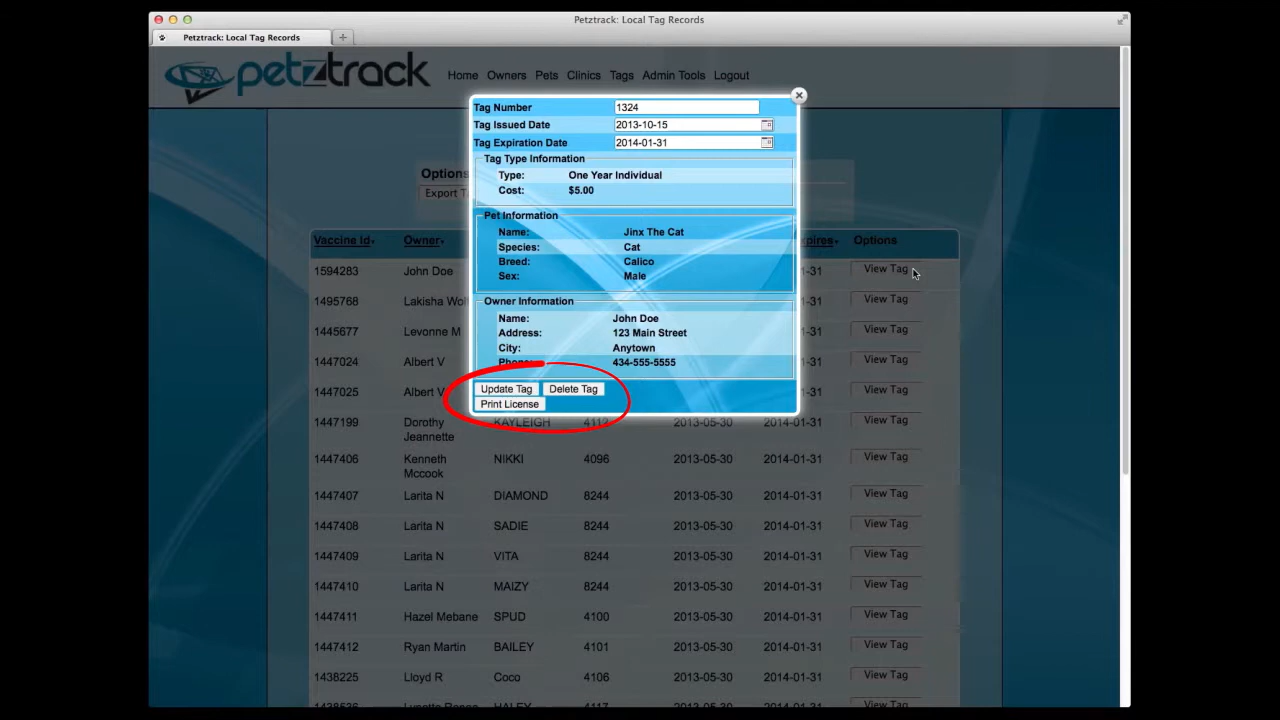 Petztrack: Local Tag Records
Petztrack: Local Tag Records
petztrack Home Owners Pets Clinics Tags Admin Tools Logout
Tag Number 1324
Tag Issued Date 2013-10-15
Tag Expiration Date 2014-01-31
Tag Type Information
Type: One Year Individual
Cost: $5.00
Pet Information
Name: Jinx The Cat
Species: Cat
Breed: Calico
Sex: Male
Owner Information
Name: John Doe
Address: 123 Main Street
City: Anytown
Phone: 434-555-5555
Update Tag Delete Tag
Print License
Options
Export
Vaccine Id Owner Options
1594283 John Doe View Tag
1495768 Lakisha View Tag
1445677 Levonne M View Tag
1447024 Albert V View Tag
1447025 Albert V View Tag
1447199 Dorothy KAYLEIGH 4112 2013-05-30 2014-01-31 View Tag
Jeannette
1447406 Kenneth NIKKI 4096 2013-05-30 2014-01-31 View Tag
Mccook
1447407 Larita N DIAMOND 8244 2013-05-30 2014-01-31 View Tag
1447408 Larita N SADIE 8244 2013-05-30 2014-01-31 View Tag
1447409 Larita N VITA 8244 2013-05-30 2014-01-31 View Tag
1447410 Larita N MAIZY 8244 2013-05-30 2014-01-31 View Tag
1447411 Hazel Mebane SPUD 4100 2013-05-30 2014-01-31 View Tag
1447412 Ryan Martin BAILEY 4101 2013-05-30 2014-01-31 View Tag
1438225 Lloyd R Coco 4106 2013-05-30 2014-01-31 View Tag